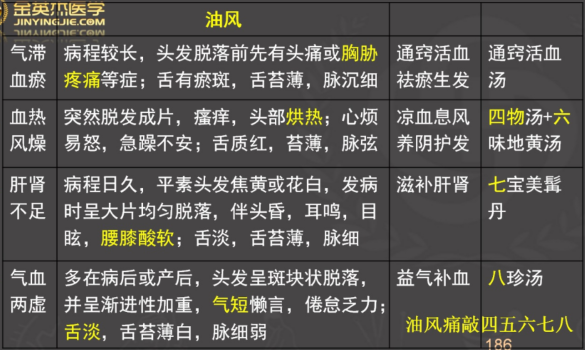 金英杰医学
JINYINGJIE.COM
油风
气滞
血瘀
病程较长，头发脱落前先有头痛或胸胁
疼痛等症；舌有瘀斑，舌苔薄，脉沉细
通窍活血
祛瘀生发
通窍活血
汤
血热
风燥
突然脱发成片，瘙痒，头部烘热；心烦
易怒，急躁不安；舌质红，苔薄，脉弦
凉血息风
养阴护发
四物汤+六
味地黄汤
肝肾
不足
病程日久，平素头发焦黄或花白，发病
时呈大片均匀脱落，伴头昏，耳鸣，目
眩，腰膝酸软；舌淡，舌苔薄，脉细
滋补肝肾
七宝美髯
丹
气血
两虚
多在病后或产后，头发呈斑块状脱落，
并呈渐进性加重，气短懒言，倦怠乏力；
舌淡，舌苔薄白，脉细弱
益气补血
八珍汤
油风痛敲四五六七八
186